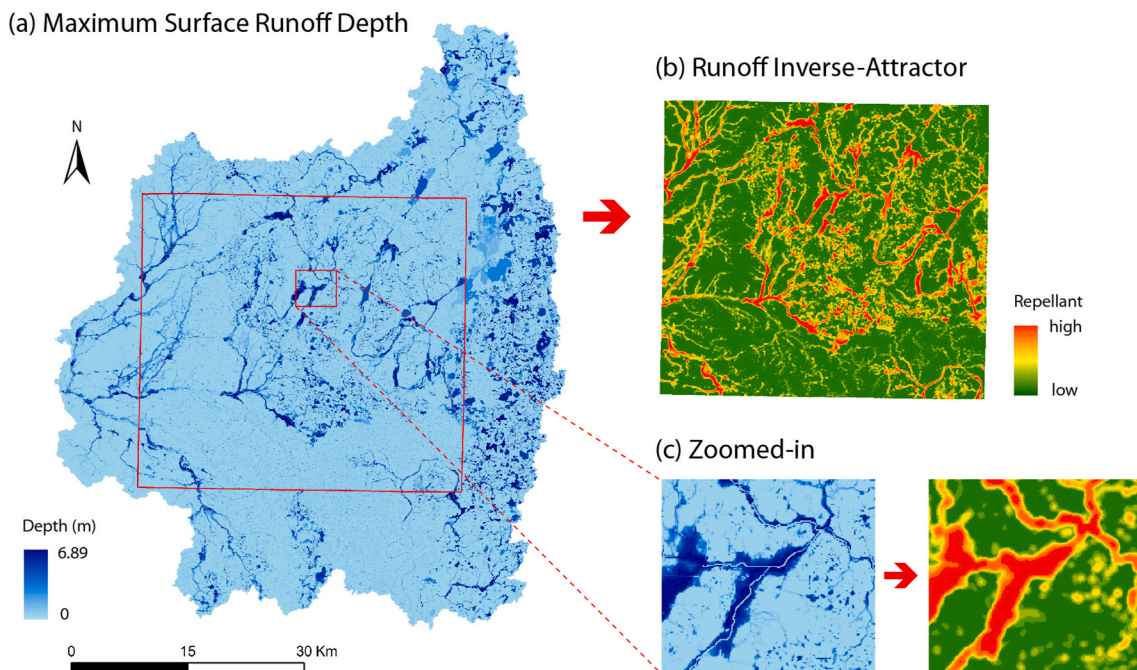 (a) Maximum Surface Runoff Depth
(b) Runoff Inverse-Attractor
N
Repellant
high
low
(c) Zoomed-in
Depth (m)
6.89
0
0 15 30 Km